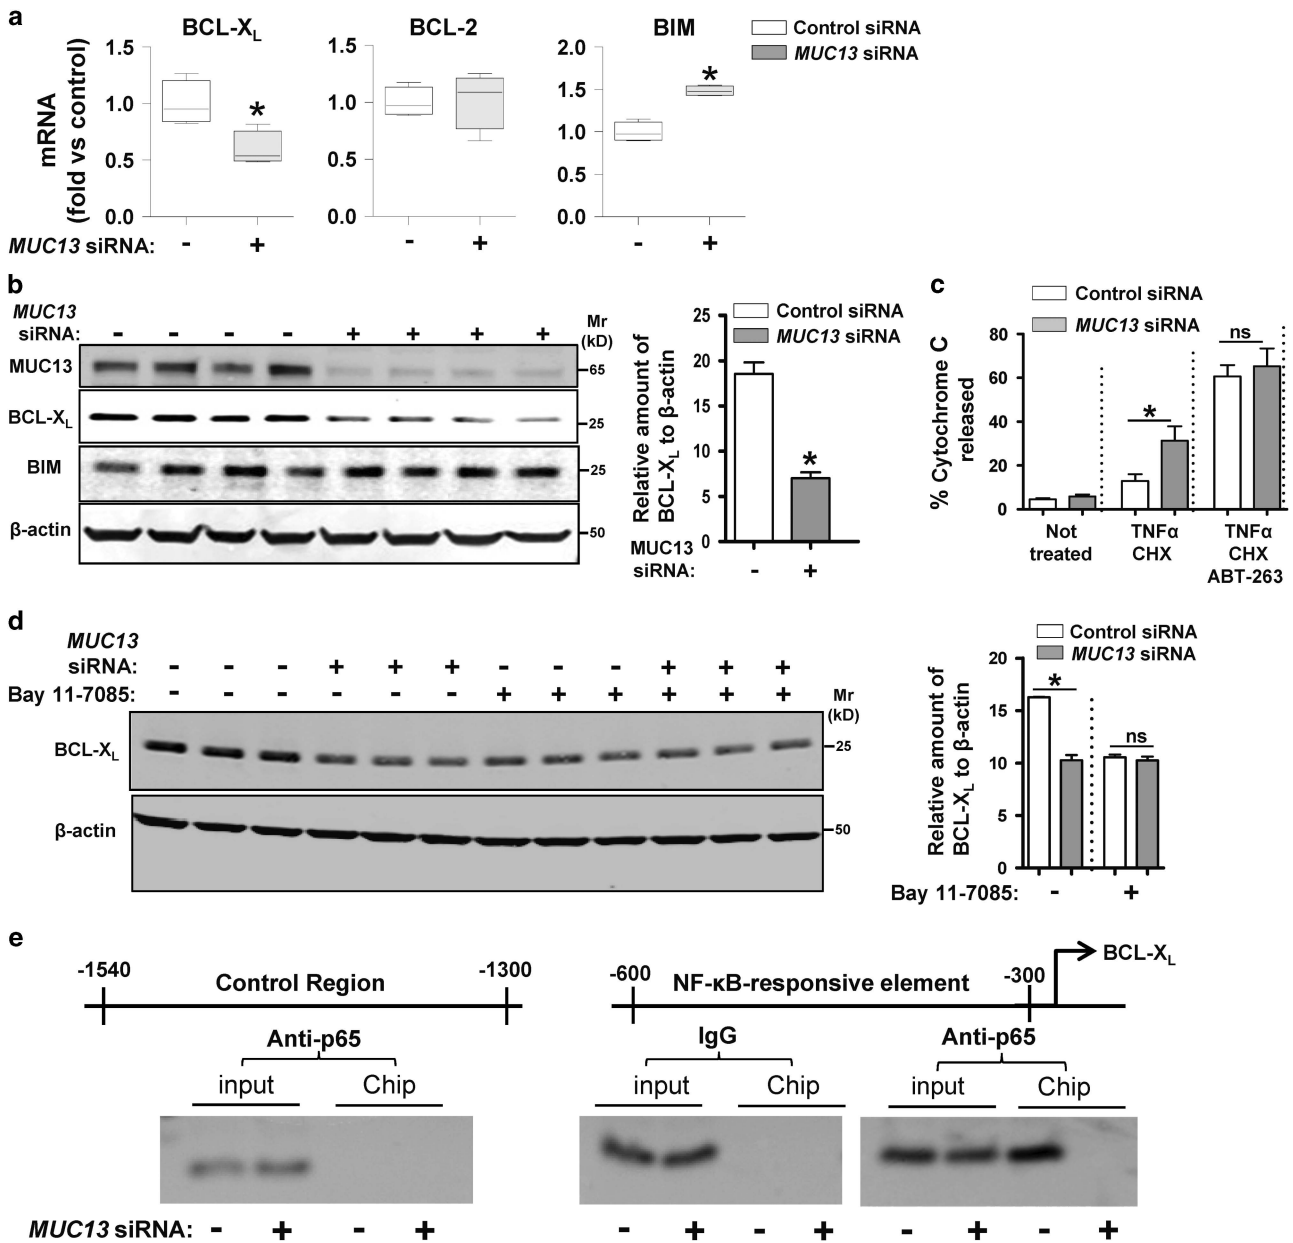 a
BCL-XL BCL-2 BIM
Control siRNA
MUC13 siRNA
mRNA
(fold vs control)
1.5 1.0 0.5 0.0
1.5 1.0 0.5 0.0
2.0 1.5 1.0 0.5 0.0
*
*
MUC13 siRNA: - + - + - +
b
MUC13
siRNA: - - - - + + + +
Mr
(kD)
MUC13 65
BCL-XL 25
BIM 25
β-actin 50
Control siRNA
MUC13 siRNA
Relative amount of
BCL-XL to β-actin
25 20 15 10 5 0
*
MUC13
siRNA: - +
c
Control siRNA
MUC13 siRNA
% Cytochrome C
released
80 60 40 20 0
* ns
Not
treated
TNFα
CHX
TNFα
CHX
ABT-263
d
MUC13
siRNA: - - - + + + - - - + + +
Bay 11-7085: - - - - - - + + + + + +
Mr
(kD)
BCL-XL 25
β-actin 50
Control siRNA
MUC13 siRNA
Relative amount of
BCL-XL to β-actin
20 15 10 5 0
* ns
Bay 11-7085: - +
e
-1540 Control Region -1300
-600 NF-κB-responsive element -300
BCL-XL
Anti-p65 IgG Anti-p65
input Chip input Chip input Chip
MUC13 siRNA: - + - + - + - + - + - +